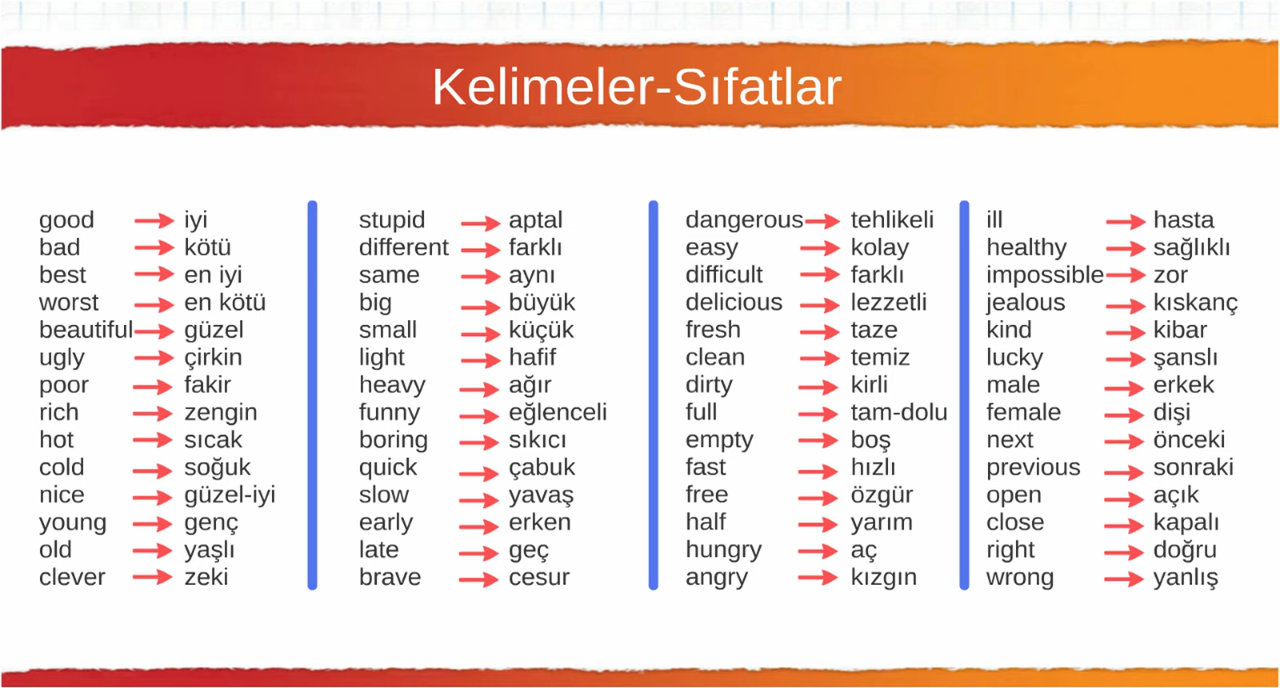 Kelimeler-Sıfatlar
good → iyi
bad → kötü
best → en iyi
worst → en kötü
beautiful → güzel
ugly → çirkin
poor → fakir
rich → zengin
hot → sıcak
cold → soğuk
nice → güzel-iyi
young → genç
old → yaşlı
clever → zeki
stupid → aptal
different → farklı
same → aynı
big → büyük
small → küçük
light → hafif
heavy → ağır
funny → eğlenceli
boring → sıkıcı
quick → çabuk
slow → yavaş
early → erken
late → geç
brave → cesur
dangerous → tehlikeli
easy → kolay
difficult → farklı
delicious → lezzetli
fresh → taze
clean → temiz
dirty → kirli
full → tam-dolu
empty → boş
fast → hızlı
free → özgür
half → yarım
hungry → aç
angry → kızgın
ill → hasta
healthy → sağlıklı
impossible → zor
jealous → kıskanç
kind → kibar
lucky → şanslı
male → erkek
female → dişi
next → önceki
previous → sonraki
open → açık
close → kapalı
right → doğru
wrong → yanlış